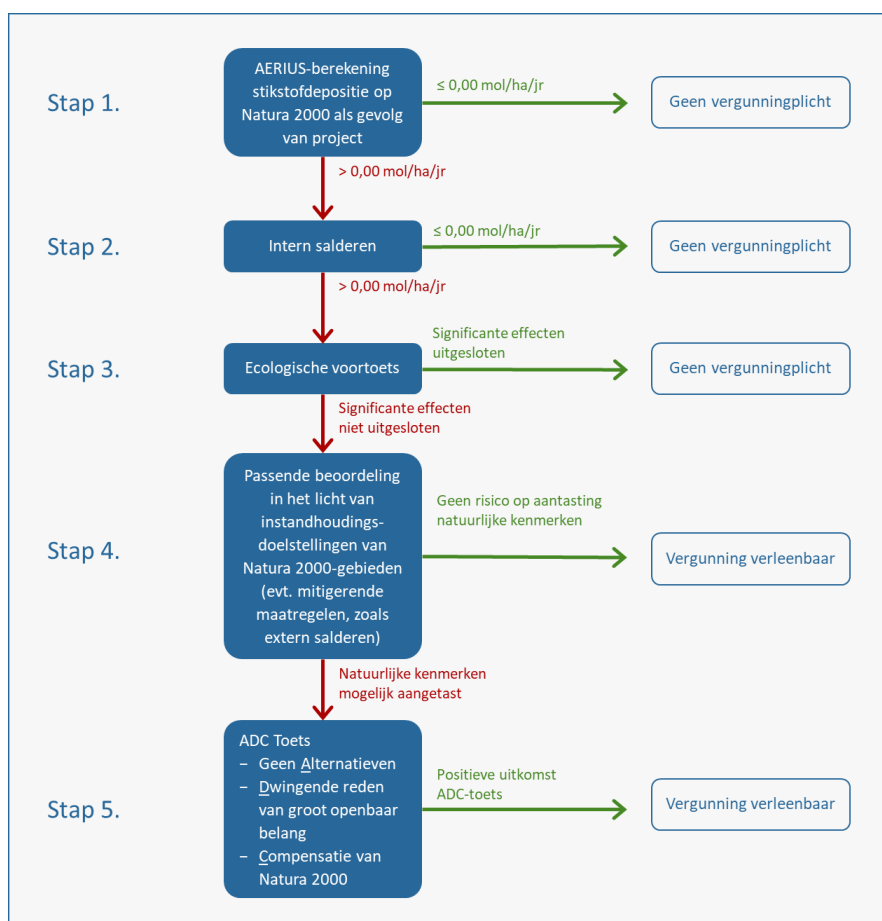 Stap 1.
AERIUS-berekening
stikstofdepositie op
Natura 2000 als gevolg
van project
≤ 0,00 mol/ha/jr
Geen vergunningplicht
> 0,00 mol/ha/jr
Stap 2.
Intern salderen
≤ 0,00 mol/ha/jr
Geen vergunningplicht
> 0,00 mol/ha/jr
Stap 3.
Ecologische voortoets
Significante effecten
uitgesloten
Geen vergunningplicht
Significante effecten
niet uitgesloten
Stap 4.
Passende beoordeling
in het licht van
instandhoudings-
doelstellingen van
Natura 2000-gebieden
(evt. mitigerende
maatregelen, zoals
extern salderen)
Geen risico op aantasting
natuurlijke kenmerken
Vergunning verleenbaar
Natuurlijke kenmerken
mogelijk aangetast
Stap 5.
ADC Toets
– Geen Alternatieven
– Dwingende reden
van groot openbaar
belang
– Compensatie van
Natura 2000
Positieve uitkomst
ADC-toets
Vergunning verleenbaar